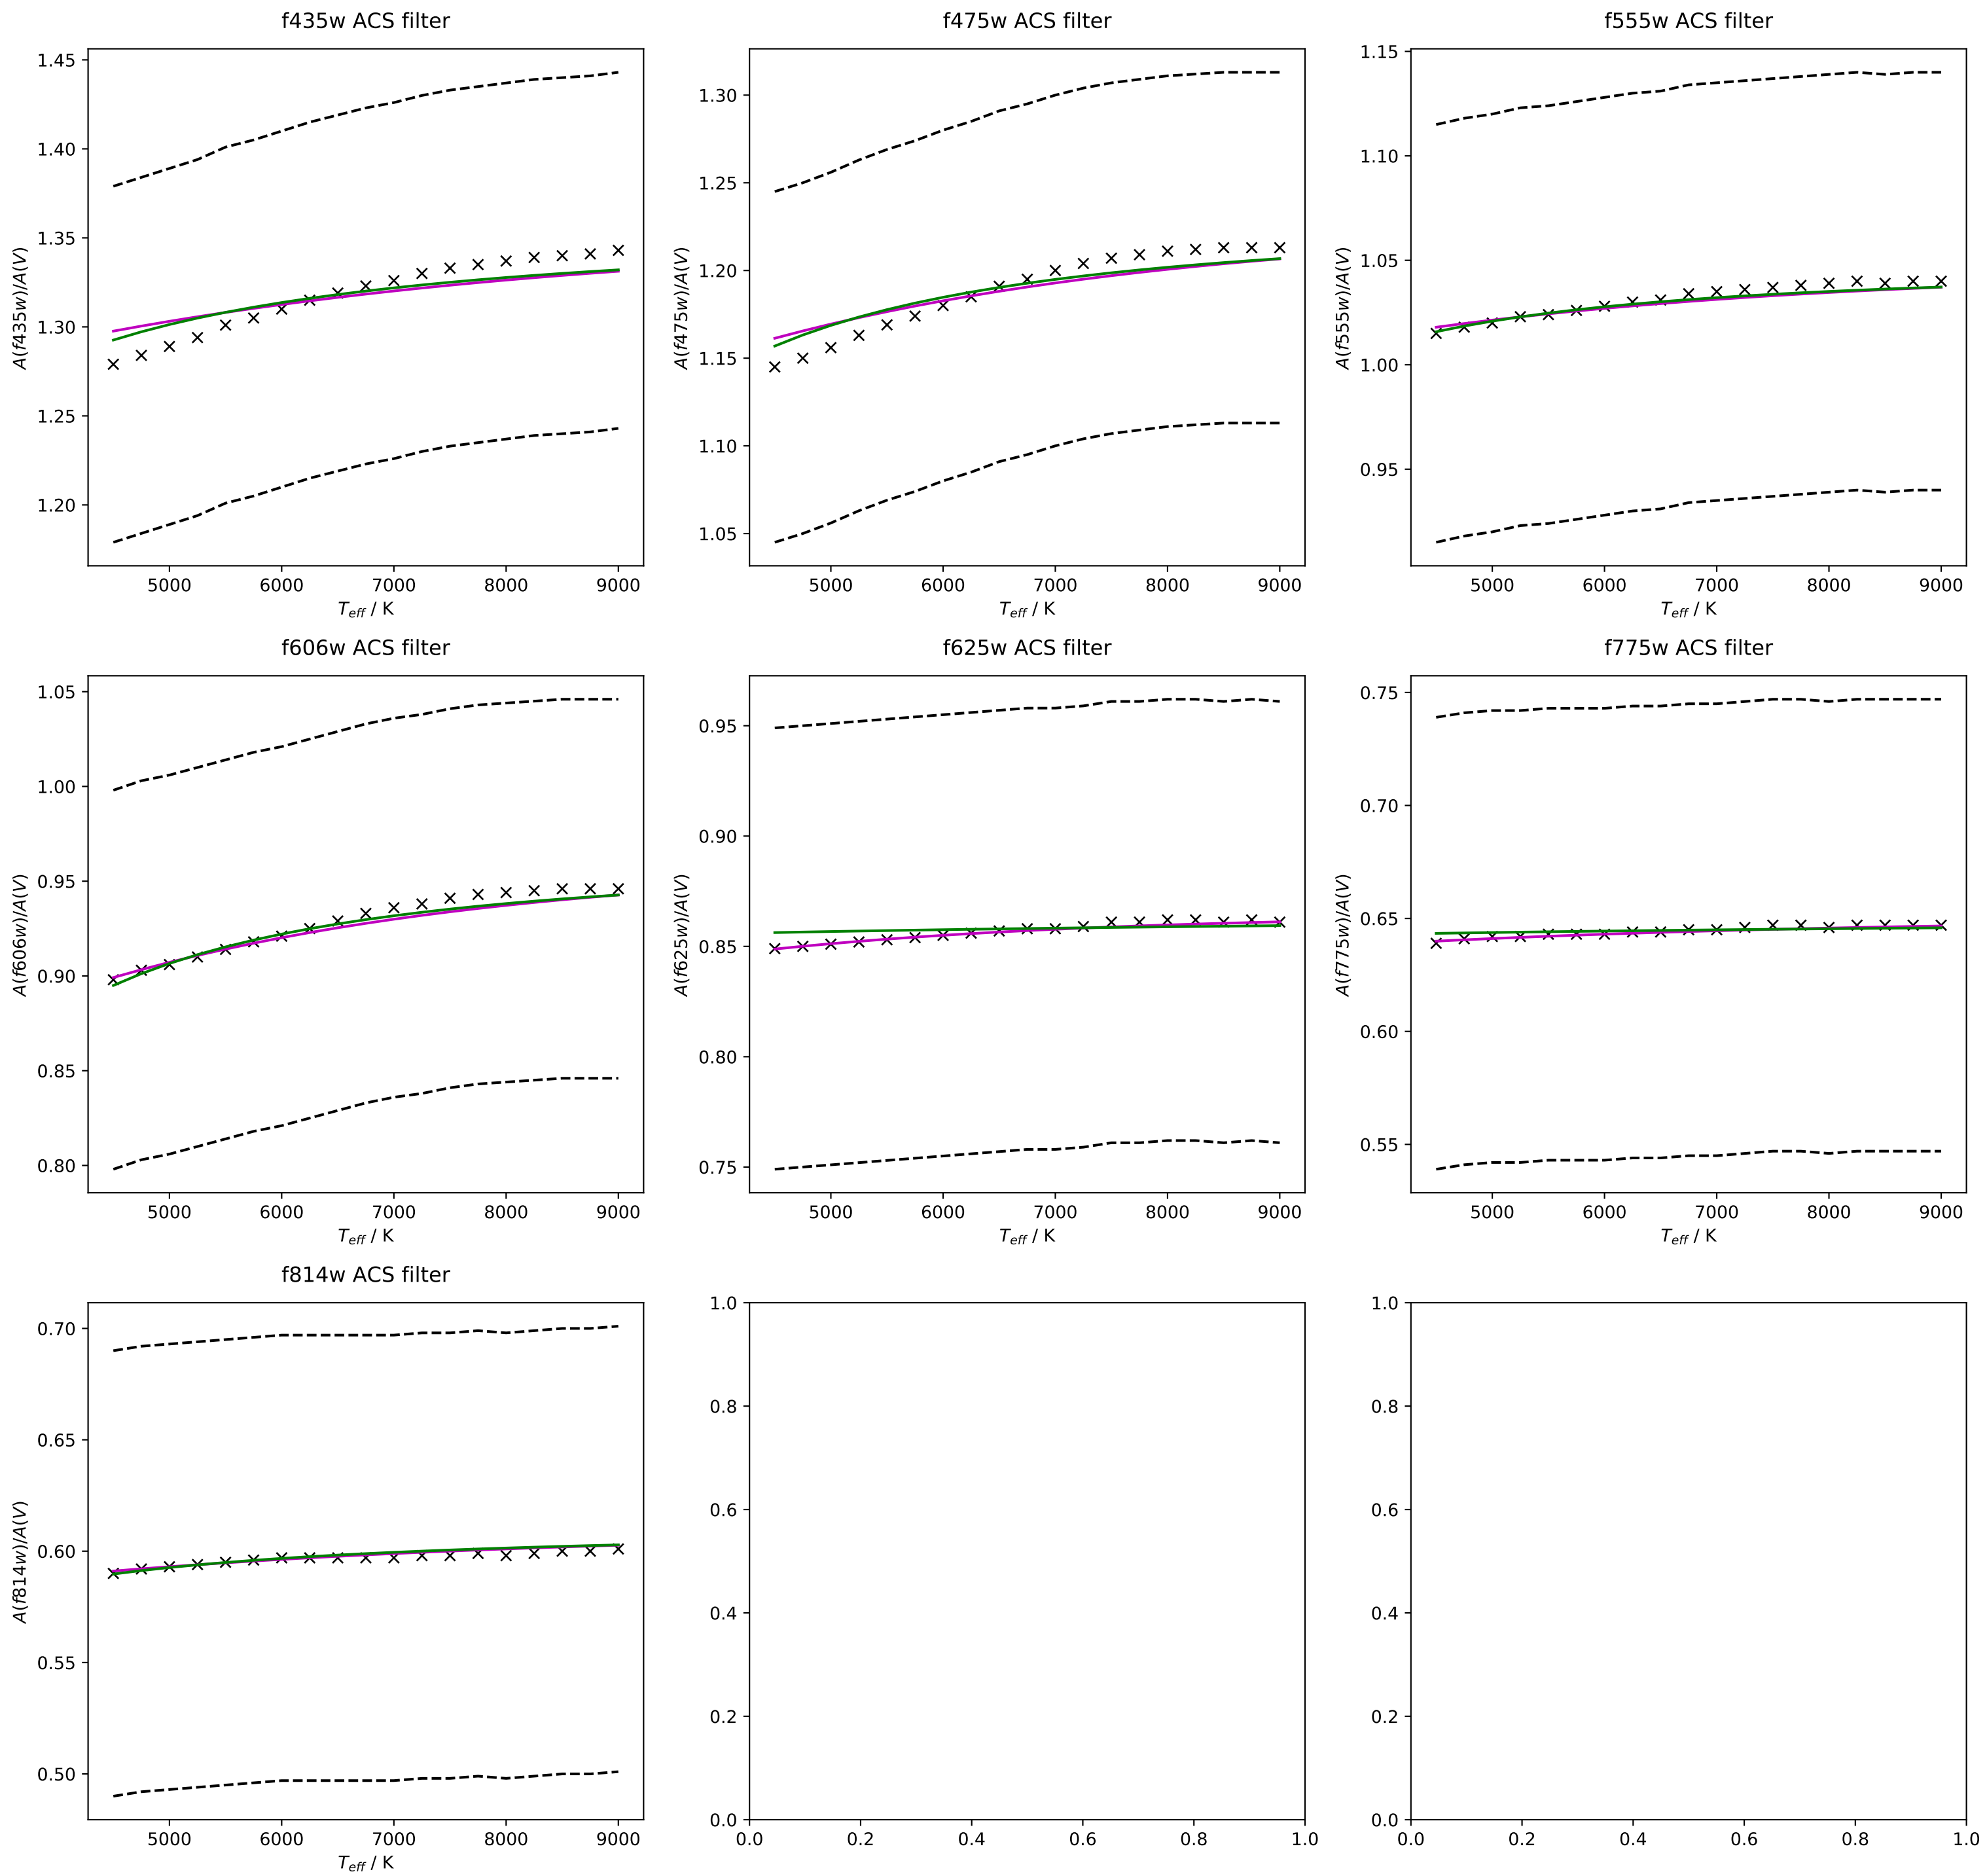 f435w ACS filter
1.45
1.40
1.35
1.30
1.25
1.20
A(f435w)/A(V)
5000 6000 7000 8000 9000
T_eff / K
f475w ACS filter
1.30
1.25
1.20
1.15
1.10
1.05
A(f475w)/A(V)
5000 6000 7000 8000 9000
T_eff / K
f555w ACS filter
1.15
1.10
1.05
1.00
0.95
A(f555w)/A(V)
5000 6000 7000 8000 9000
T_eff / K
f606w ACS filter
1.05
1.00
0.95
0.90
0.85
0.80
A(f606w)/A(V)
5000 6000 7000 8000 9000
T_eff / K
f625w ACS filter
0.95
0.90
0.85
0.80
0.75
A(f625w)/A(V)
5000 6000 7000 8000 9000
T_eff / K
f775w ACS filter
0.75
0.70
0.65
0.60
0.55
A(f775w)/A(V)
5000 6000 7000 8000 9000
T_eff / K
f814w ACS filter
0.70
0.65
0.60
0.55
0.50
A(f814w)/A(V)
5000 6000 7000 8000 9000
T_eff / K
1.0
0.8
0.6
0.4
0.2
0.0
0.0 0.2 0.4 0.6 0.8 1.0
1.0
0.8
0.6
0.4
0.2
0.0
0.0 0.2 0.4 0.6 0.8 1.0